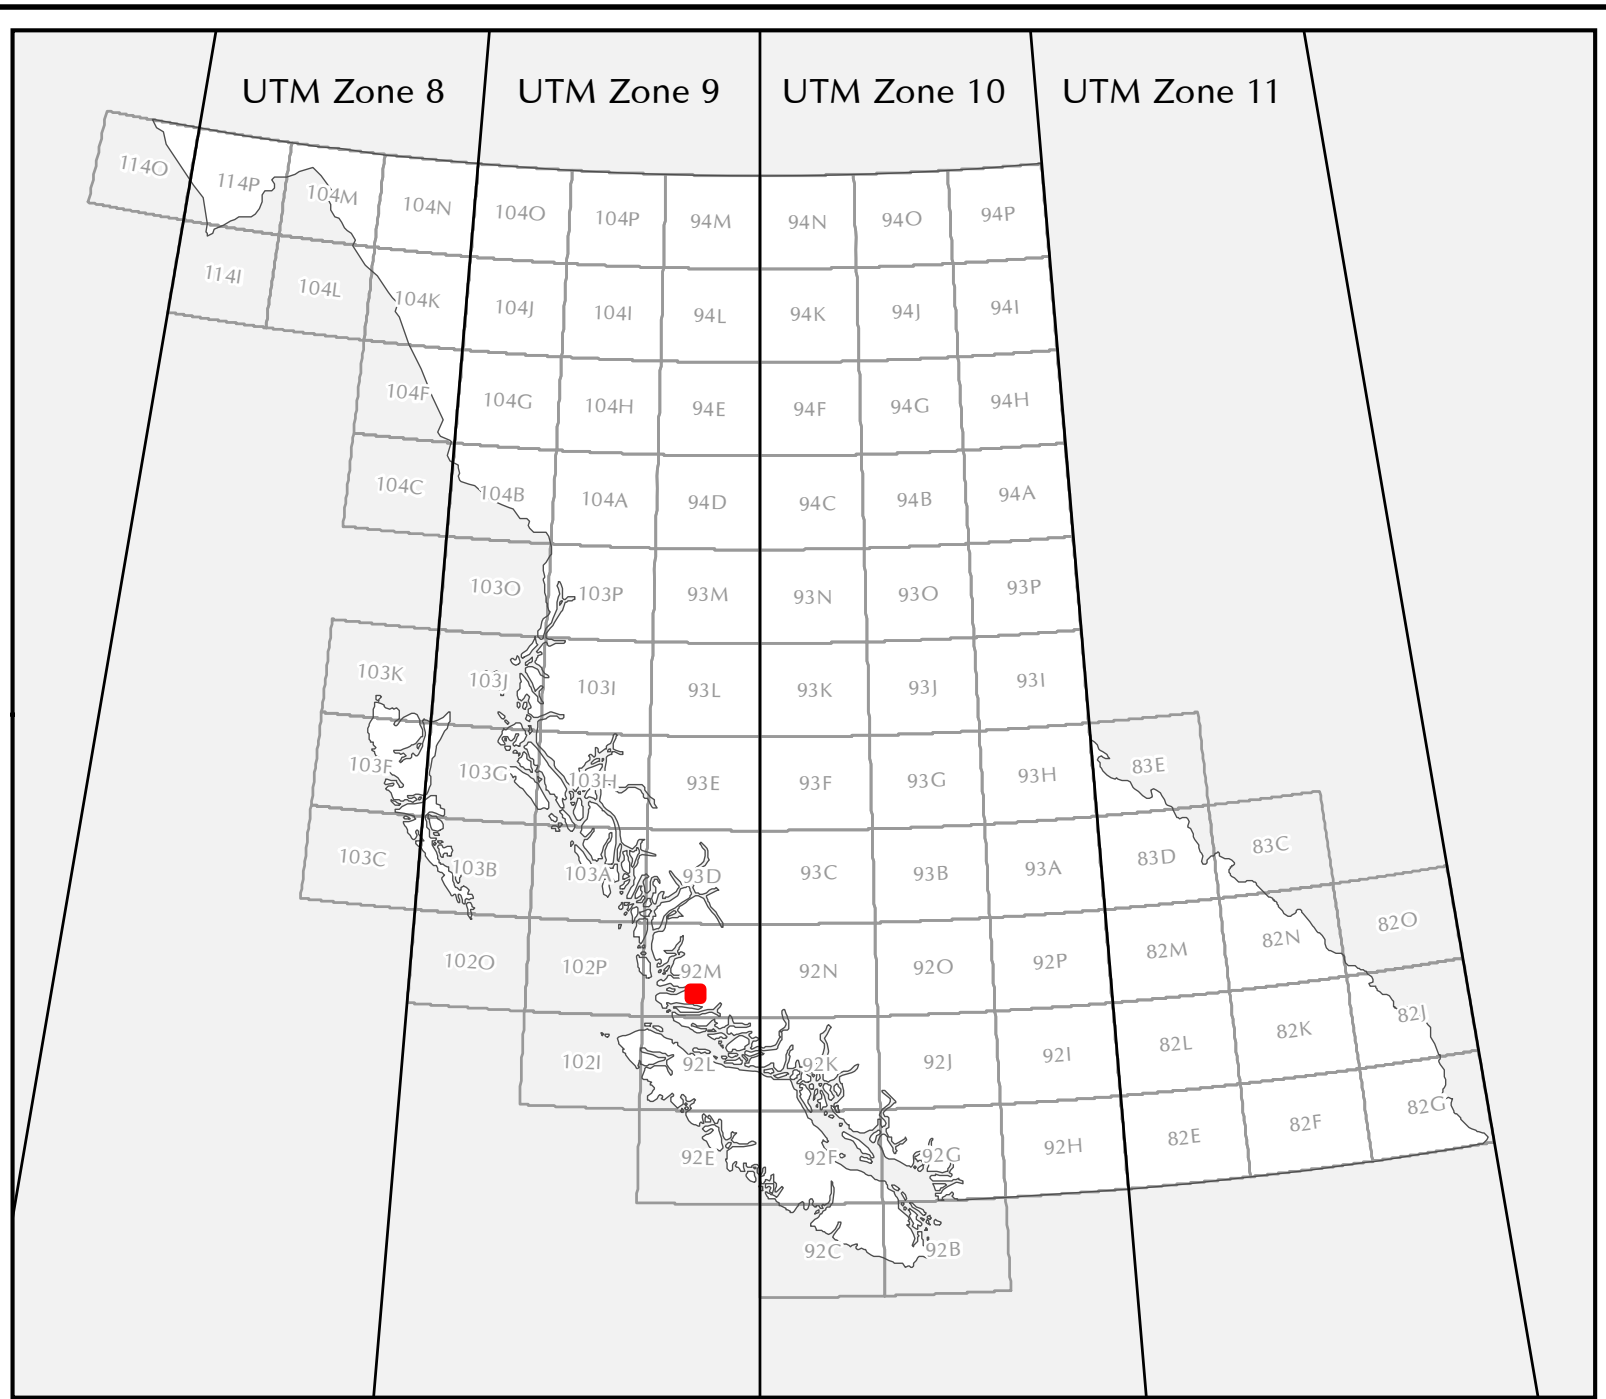 UTM Zone 8 UTM Zone 9 UTM Zone 10 UTM Zone 11
114O 114P 104M 104N 104O 104P 94M 94N 94O 94P
114I 104L 104K 104J 104I 94L 94K 94J 94I
104F 104G 104H 94E 94F 94G 94H
104C 104B 104A 94D 94C 94B 94A
103O 103P 93M 93N 93O 93P
103K 103J 103I 93L 93K 93J 93I
103F 103G 103H 93E 93F 93G 93H 83E
103C 103B 103A 93D 93C 93B 93A 83D 83C
102O 102P 92M 92N 92O 92P 82M 82N 82O
102I 92L 92K 92J 92I 82L 82K 82J
92E 92F 92G 92H 82E 82F 82G
92C 92B